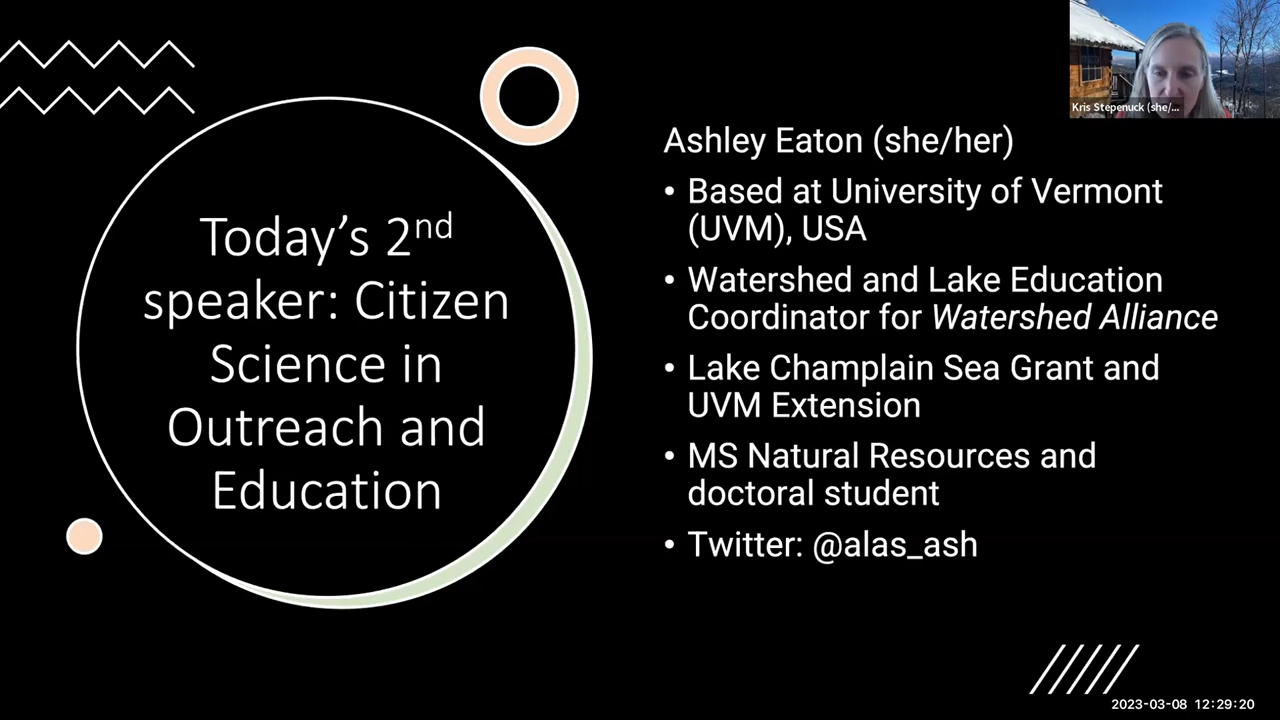 Kris Stepenuck (she/...
Today's 2nd
speaker: Citizen
Science in
Outreach and
Education
Ashley Eaton (she/her)
• Based at University of Vermont
(UVM), USA
• Watershed and Lake Education
Coordinator for Watershed Alliance
• Lake Champlain Sea Grant and
UVM Extension
• MS Natural Resources and
doctoral student
• Twitter: @alas_ash
2023-03-08 12:29:20